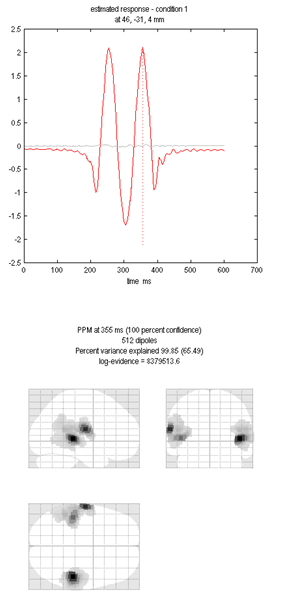 estimated response - condition 1
at 46, -31, 4 mm
2.5
2
1.5
1
0.5
0
-0.5
-1
-1.5
-2
-2.5
0 100 200 300 400 500 600 700
time ms
PPM at 355 ms (100 percent confidence)
512 dipoles
Percent variance explained 99.85 (65.49)
log-evidence = 8379513.6